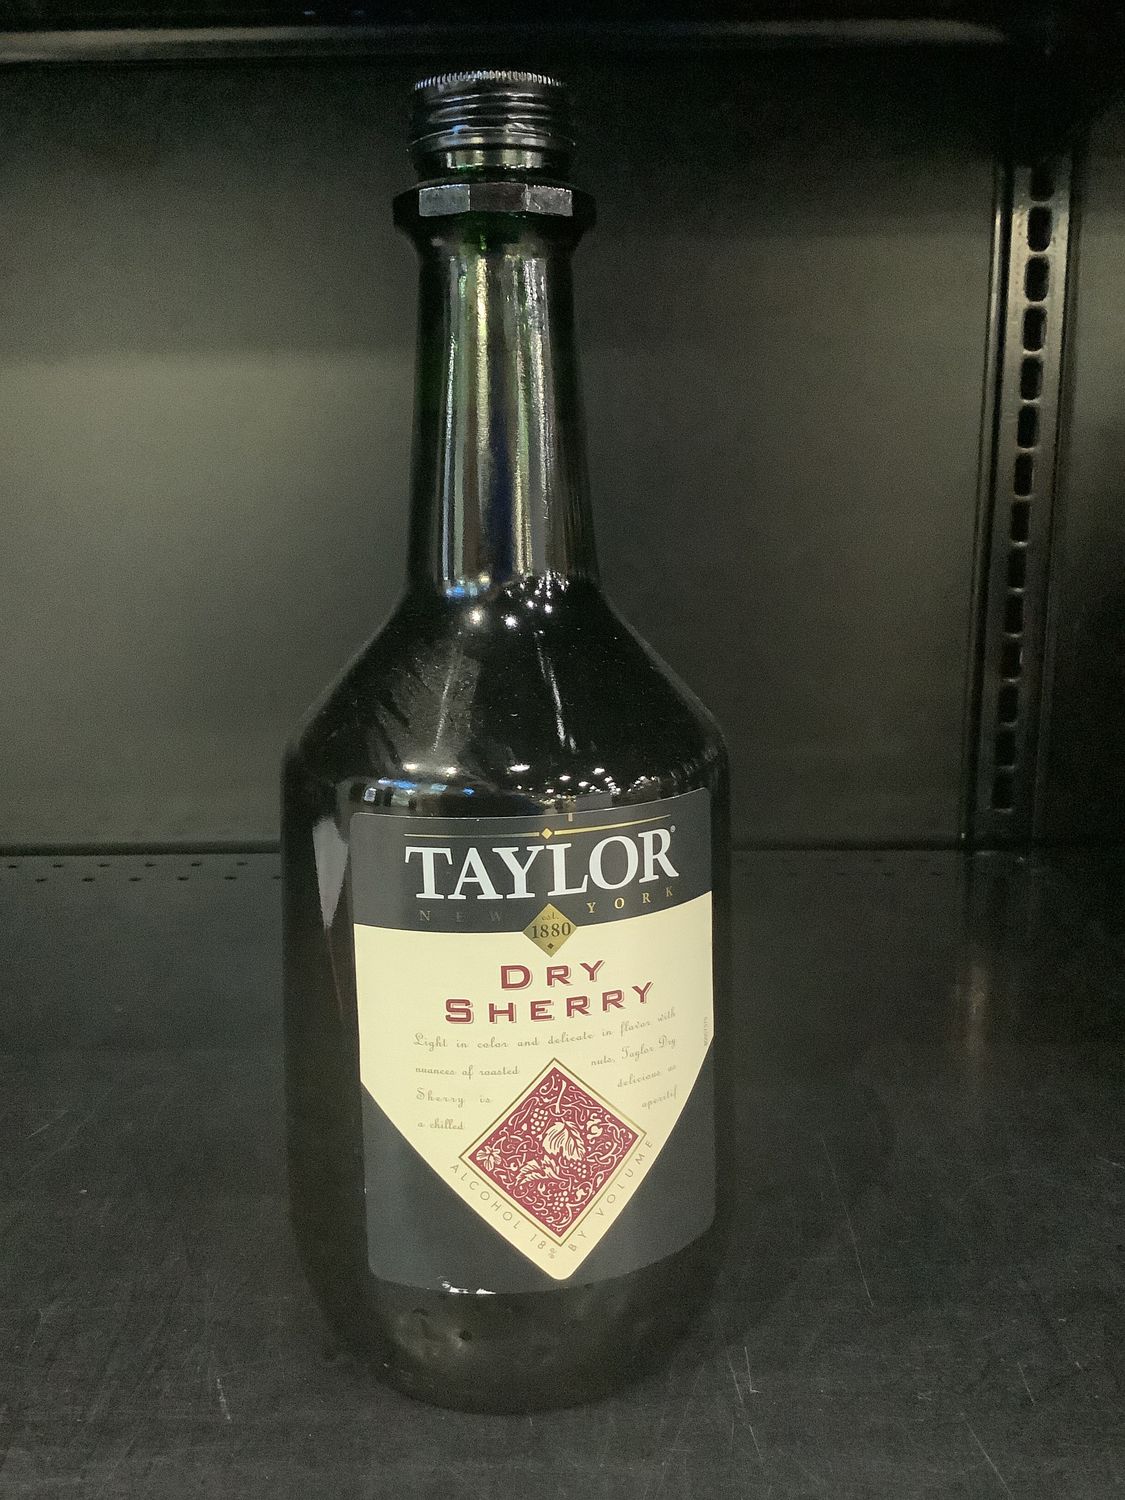 TAYLOR®
NEW YORK
est.
1880
DRY
SHERRY
Light in color and delicate in flavor with
nuances of roasted nuts, Taylor Dry
Sherry is delicious as
a chilled aperitif
ALCOHOL 18% BY VOLUME